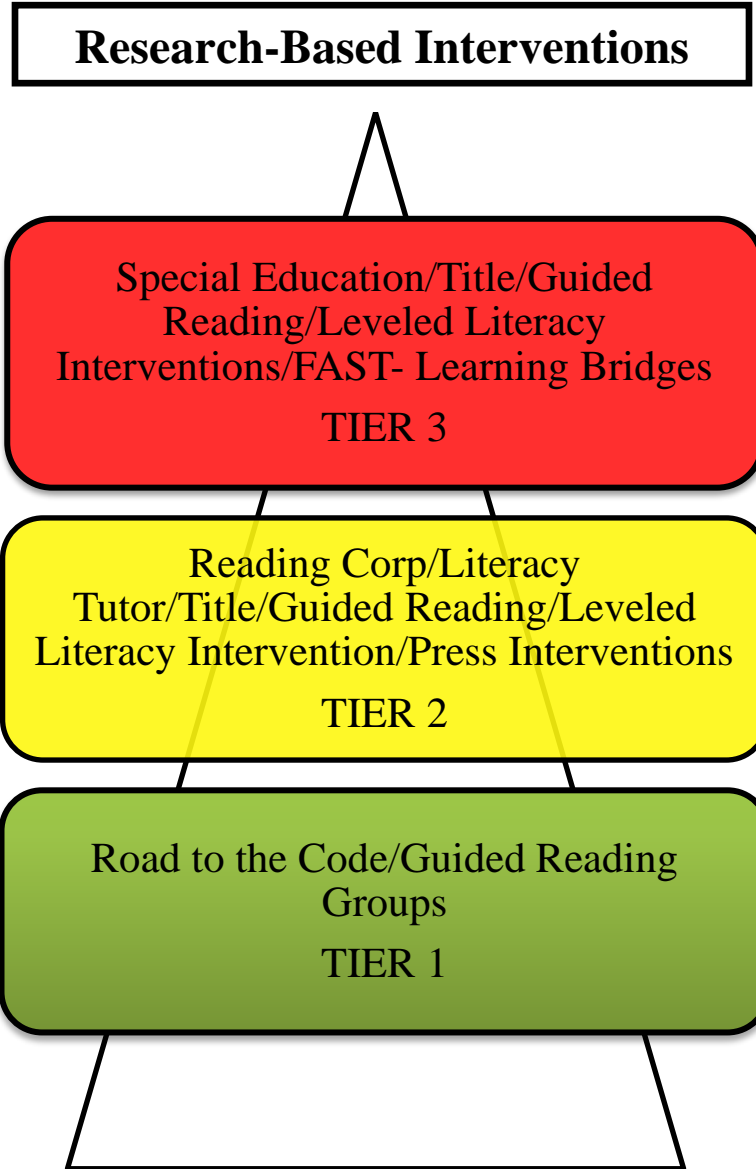 Research-Based Interventions
Special Education/Title/Guided
Reading/Leveled Literacy
Interventions/FAST- Learning Bridges
TIER 3
Reading Corp/Literacy
Tutor/Title/Guided Reading/Leveled
Literacy Intervention/Press Interventions
TIER 2
Road to the Code/Guided Reading
Groups
TIER 1